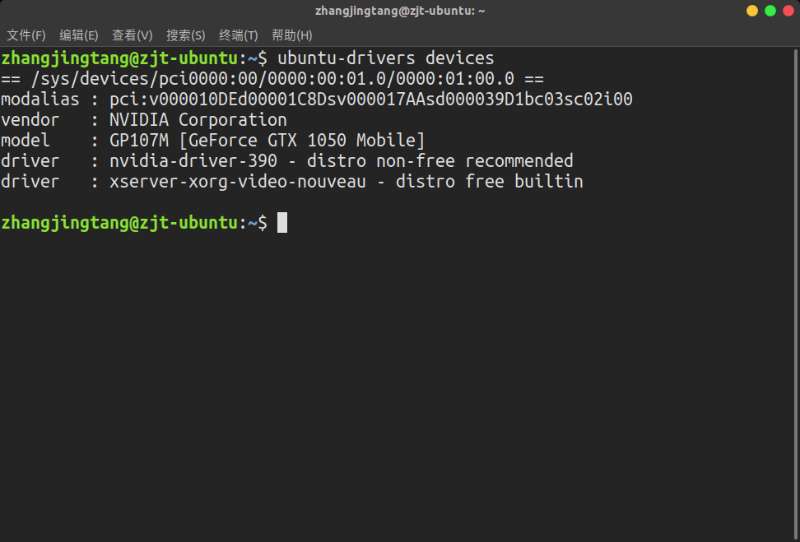 zhangjingtang@zjt-ubuntu: ~
文件(F) 编辑(E) 查看(V) 搜索(S) 终端(T) 帮助(H)
zhangjingtang@zjt-ubuntu:~$ ubuntu-drivers devices
== /sys/devices/pci0000:00/0000:00:01.0/0000:01:00.0 ==
modalias : pci:v000010DEd00001C8Dsv000017AAsd000039D1bc03sc02i00
vendor   : NVIDIA Corporation
model    : GP107M [GeForce GTX 1050 Mobile]
driver   : nvidia-driver-390 - distro non-free recommended
driver   : xserver-xorg-video-nouveau - distro free builtin
zhangjingtang@zjt-ubuntu:~$